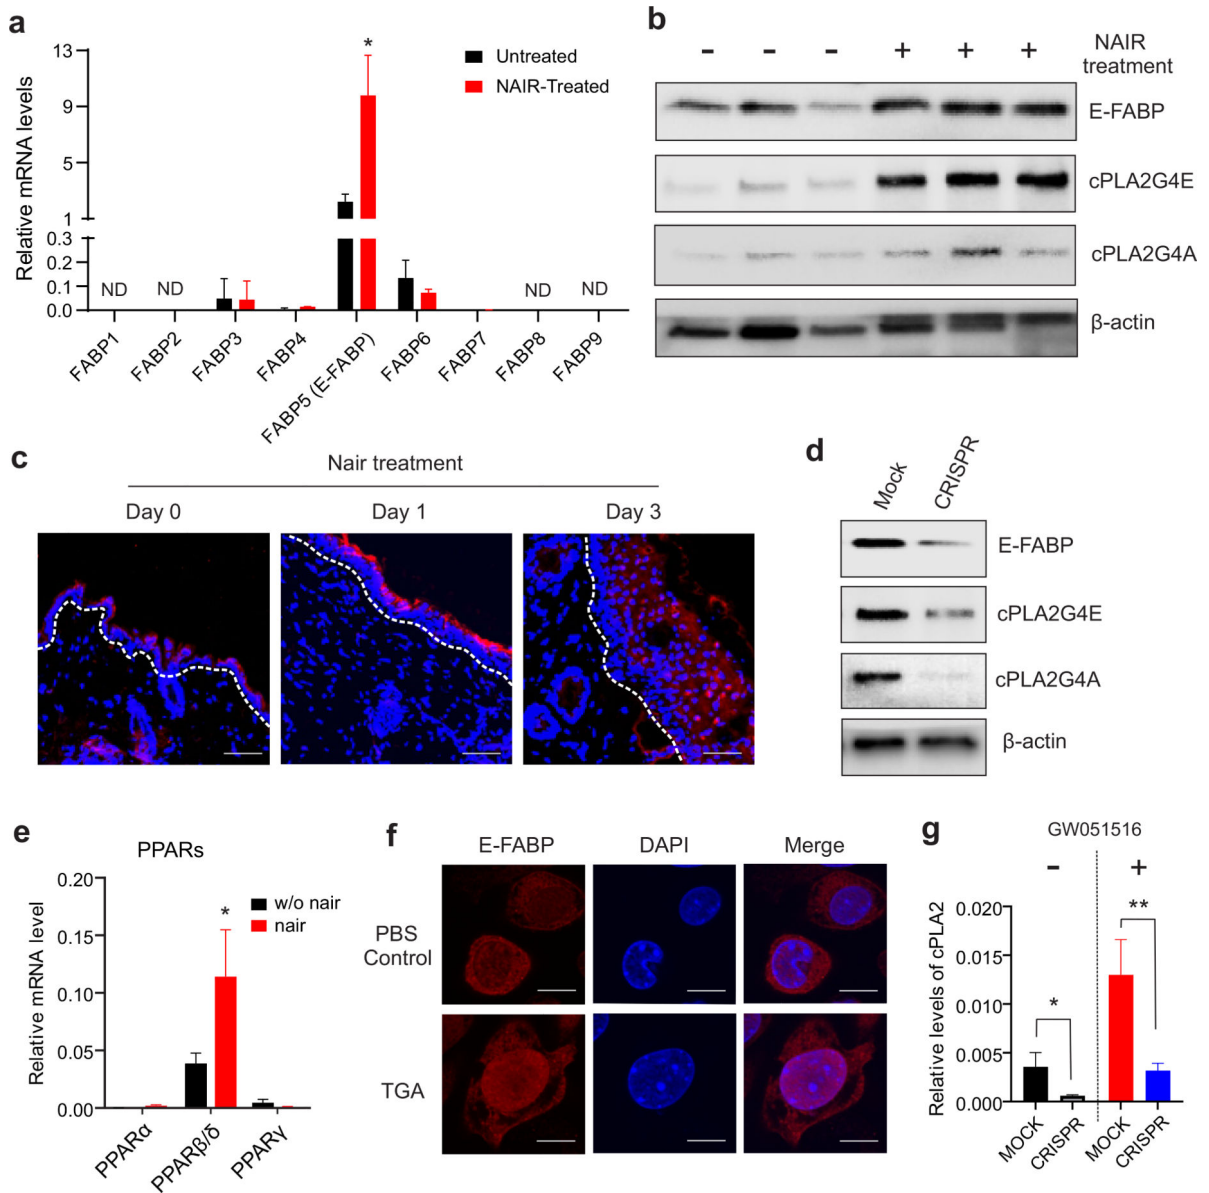 a
Relative mRNA levels
13
9
5
1
0.3
0.2
0.1
0.0
*
Untreated
NAIR-Treated
ND
ND
ND
ND
FABP1
FABP2
FABP3
FABP4
FABP5 (E-FABP)
FABP6
FABP7
FABP8
FABP9
b
- - - + + +
NAIR
treatment
E-FABP
cPLA2G4E
cPLA2G4A
β-actin
c
Nair treatment
Day 0
Day 1
Day 3
d
Mock
CRISPR
E-FABP
cPLA2G4E
cPLA2G4A
β-actin
e
PPARs
Relative mRNA level
0.20
0.15
0.10
0.05
0.00
*
w/o nair
nair
PPARα
PPARβ/δ
PPARγ
f
E-FABP
DAPI
Merge
PBS
Control
TGA
g
GW051516
- +
Relative levels of cPLA2
0.020
0.015
0.010
0.005
0.000
*
**
MOCK
CRISPR
MOCK
CRISPR